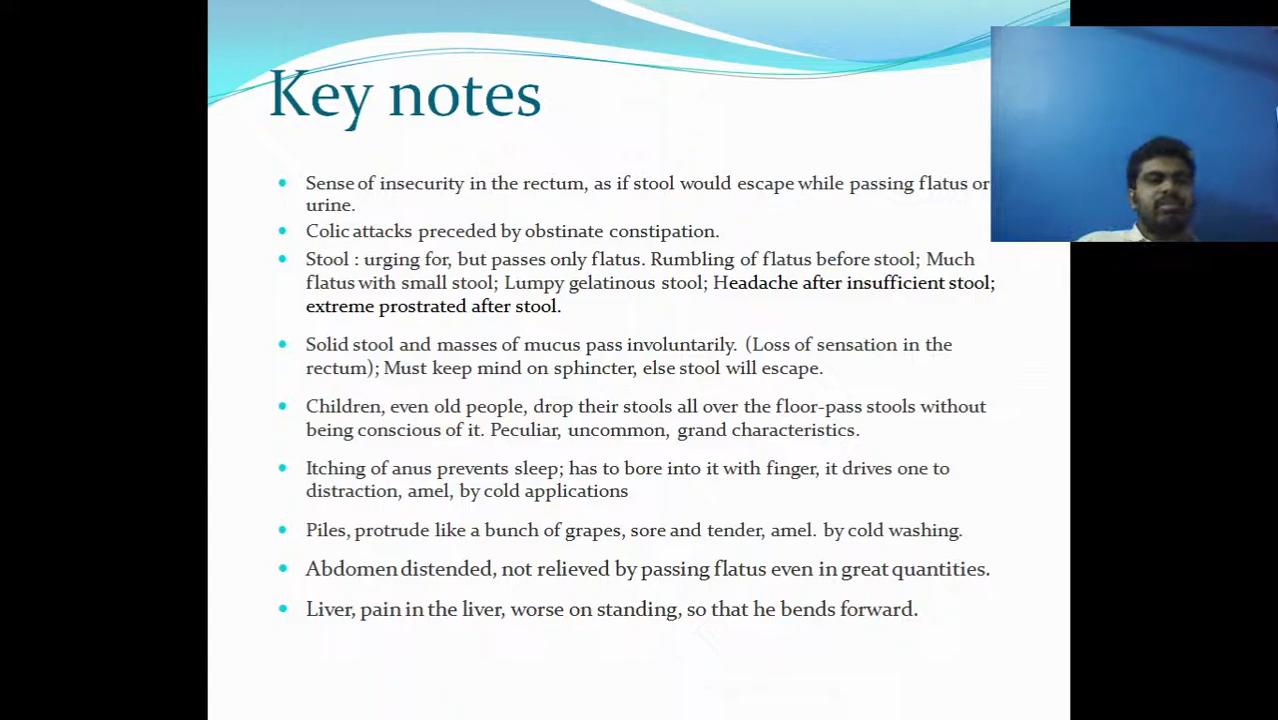 Key notes
Sense of insecurity in the rectum, as if stool would escape while passing flatus or
urine.
Colic attacks preceded by obstinate constipation.
Stool : urging for, but passes only flatus. Rumbling of flatus before stool; Much
flatus with small stool; Lumpy gelatinous stool; Headache after insufficient stool;
extreme prostrated after stool.
Solid stool and masses of mucus pass involuntarily. (Loss of sensation in the
rectum); Must keep mind on sphincter, else stool will escape.
Children, even old people, drop their stools all over the floor-pass stools without
being conscious of it. Peculiar, uncommon, grand characteristics.
Itching of anus prevents sleep; has to bore into it with finger, it drives one to
distraction, amel, by cold applications
Piles, protrude like a bunch of grapes, sore and tender, amel. by cold washing.
Abdomen distended, not relieved by passing flatus even in great quantities.
Liver, pain in the liver, worse on standing, so that he bends forward.